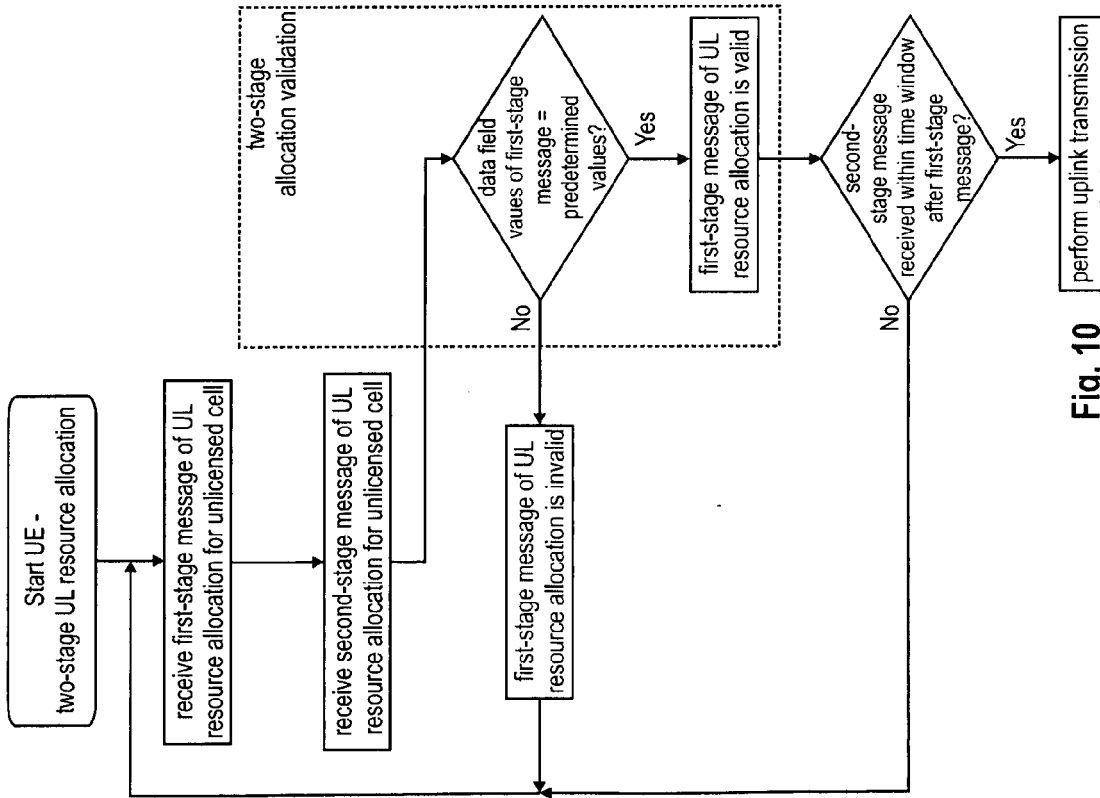 Start UE -
two-stage UL resource allocation
receive first-stage message of UL
resource allocation for unlicensed cell
receive second-stage message of UL
resource allocation for unlicensed cell
two-stage
allocation validation
data field
vaues of first-stage
message =
predetermined
values?
No
Yes
first-stage message of UL
resource allocation is invalid
first-stage message of UL
resource allocation is valid
second-
stage message
received within time window
after first-stage
message?
No
Yes
perform uplink transmission
Fig. 10